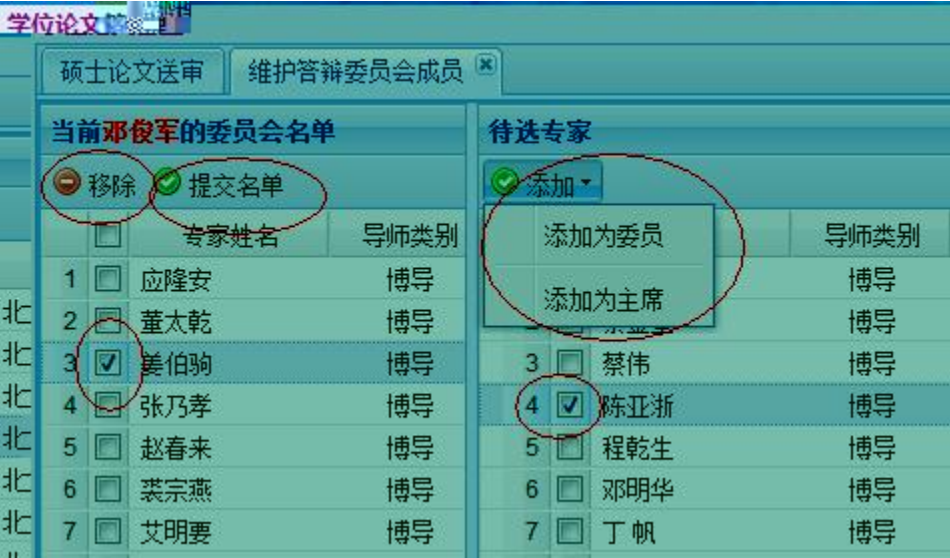 学位论文
硕士论文送审
维护答辩委员会成员
当前邓俊军的委员会名单
移除
提交名单
专家姓名
导师类别
1 应隆安 博导
2 董太乾 博导
3 姜伯驹 博导
4 张乃孝 博导
5 赵春来 博导
6 裘宗燕 博导
7 艾明要 博导
待选专家
添加
添加为委员
添加为主席
导师类别
博导
博导
3 蔡伟 博导
4 陈亚浙 博导
5 程乾生 博导
6 邓明华 博导
7 丁帆 博导
北
北
北
北
北
北